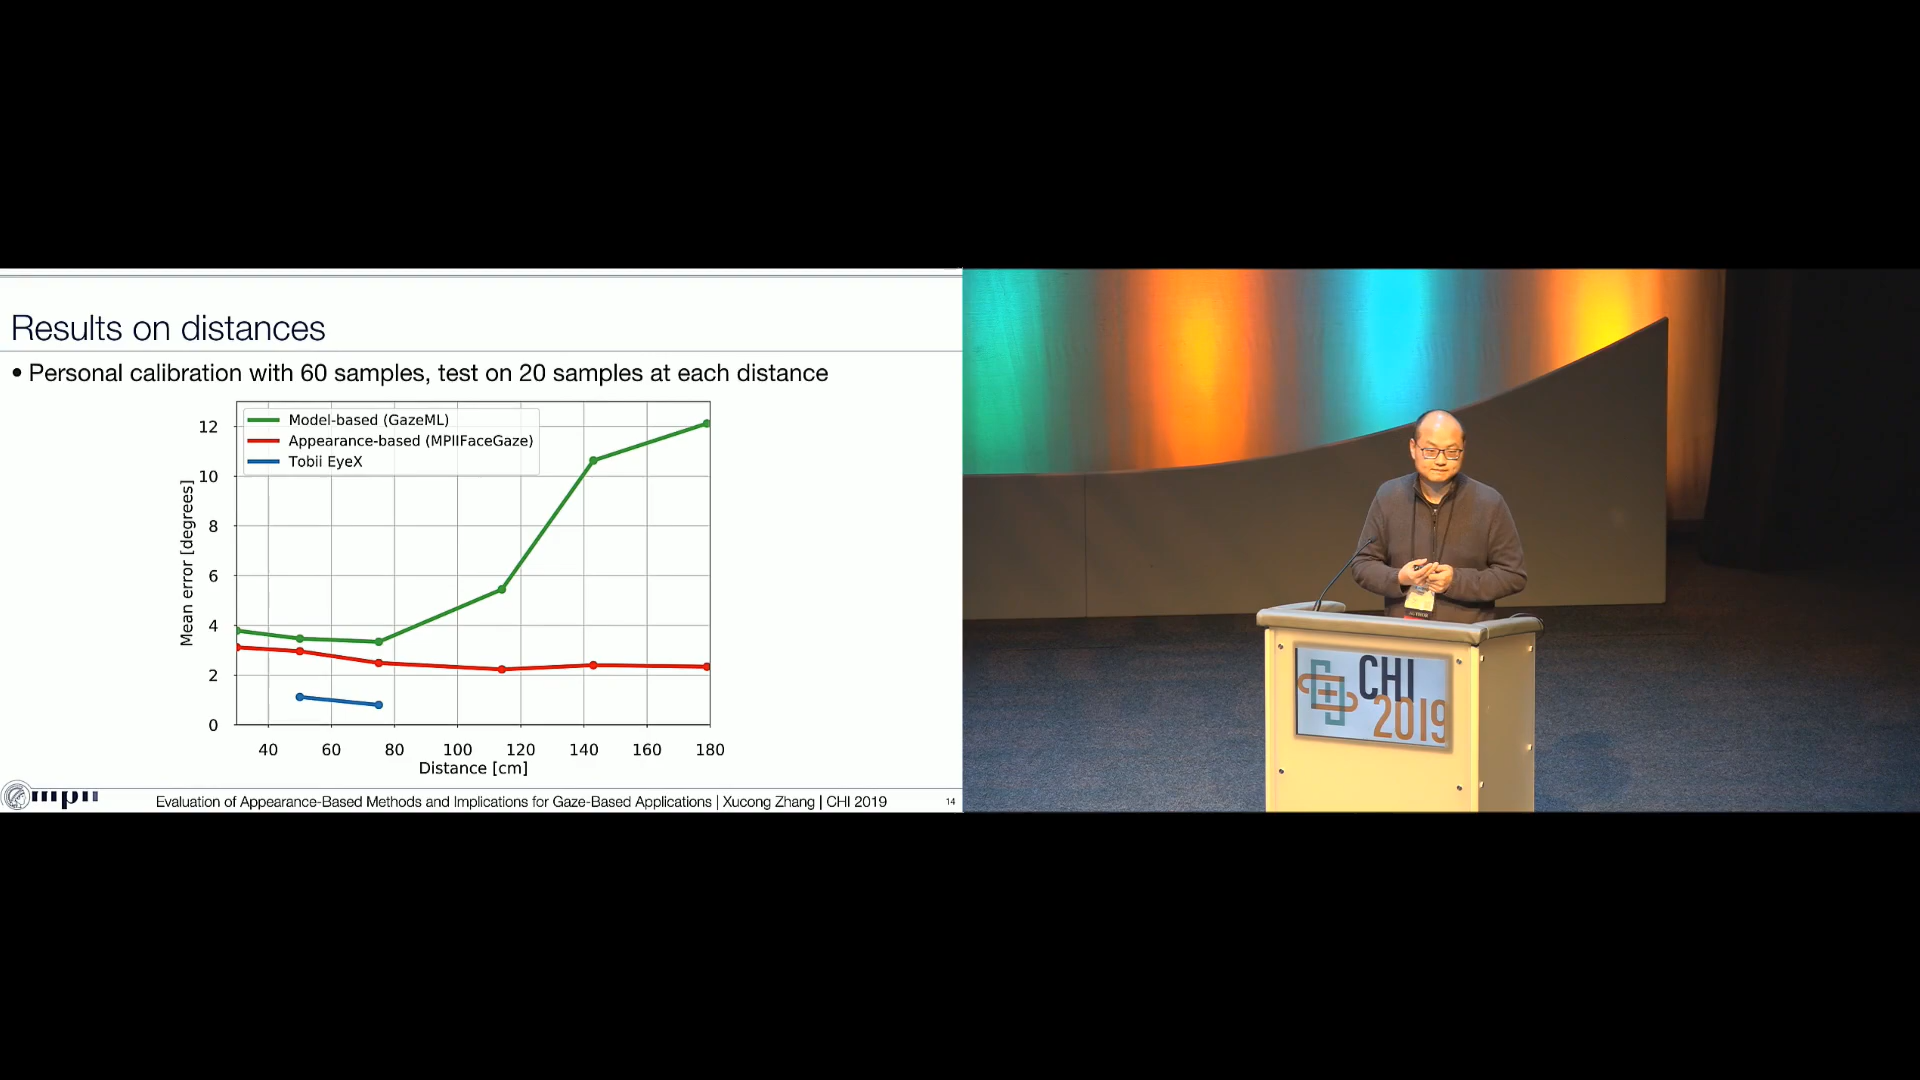 Results on distances
• Personal calibration with 60 samples, test on 20 samples at each distance
Model-based (GazeML)
Appearance-based (MPIIFaceGaze)
Tobii EyeX
Mean error [degrees]
12
10
8
6
4
2
0
40 60 80 100 120 140 160 180
Distance [cm]
mpii
Evaluation of Appearance-Based Methods and Implications for Gaze-Based Applications | Xucong Zhang | CHI 2019
14
CHI
2019